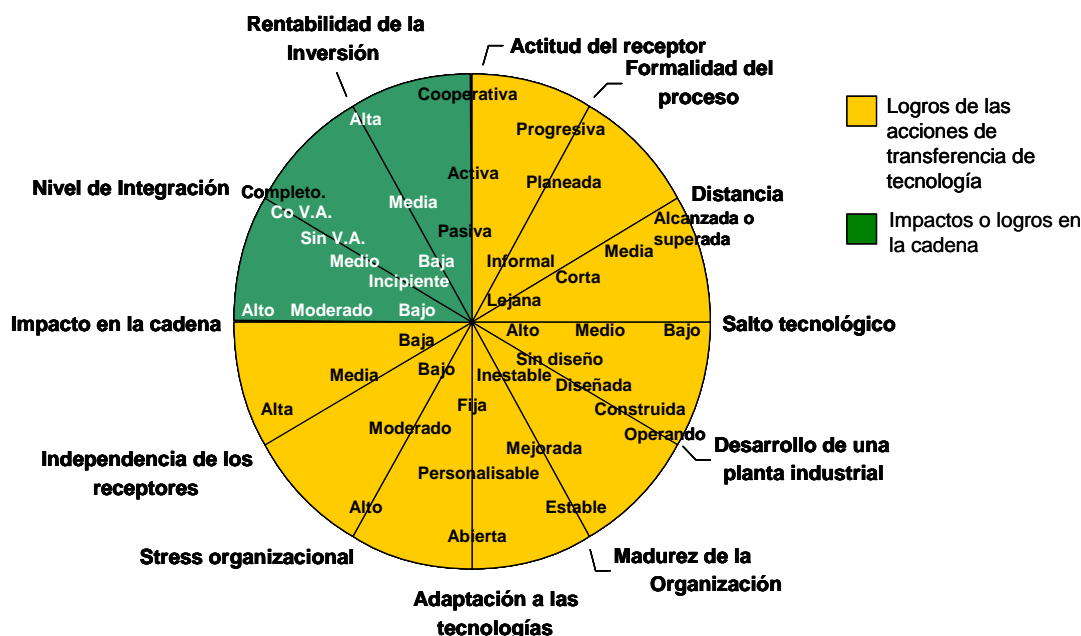 Rentabilidad de la
Inversión
Actitud del receptor
Formalidad del
proceso
Cooperativa
Alta
Progresiva
Logros de las
acciones de
transferencia de
tecnología
Activa
Planeada
Nivel de Integración
Completo.
Media
Distancia
Co V.A.
Alcanzada o
superada
Impactos o logros en
la cadena
Sin V.A.
Pasiva
Media
Medio
Baja
Informal
Incipiente
Corta
Lejana
Impacto en la cadena
Alto
Moderado
Bajo
Alto
Medio
Bajo
Salto tecnológico
Baja
Sin diseño
Media
Bajo
Inestable
Diseñada
Alta
Fija
Construida
Moderado
Operando
Desarrollo de una
planta industrial
Independencia de los
receptores
Mejorada
Personalisable
Alto
Estable
Abierta
Stress organizacional
Madurez de la
Organización
Adaptación a las
tecnologías